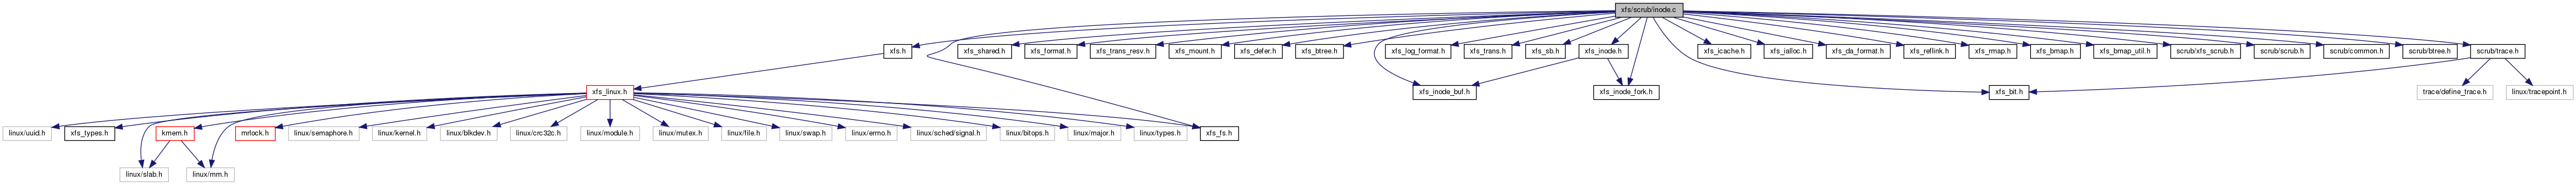 xfs/scrub/inode.c
xfs.h
xfs_shared.h
xfs_format.h
xfs_trans_resv.h
xfs_mount.h
xfs_defer.h
xfs_btree.h
xfs_log_format.h
xfs_trans.h
xfs_sb.h
xfs_inode.h
xfs_icache.h
xfs_ialloc.h
xfs_da_format.h
xfs_reflink.h
xfs_rmap.h
xfs_bmap.h
xfs_bmap_util.h
scrub/xfs_scrub.h
scrub/scrub.h
scrub/common.h
scrub/btree.h
scrub/trace.h
xfs_linux.h
xfs_inode_buf.h
xfs_inode_fork.h
xfs_bit.h
trace/define_trace.h
linux/tracepoint.h
linux/uuid.h
xfs_types.h
kmem.h
mrlock.h
linux/semaphore.h
linux/kernel.h
linux/blkdev.h
linux/crc32c.h
linux/module.h
linux/mutex.h
linux/file.h
linux/swap.h
linux/errno.h
linux/sched/signal.h
linux/bitops.h
linux/major.h
linux/types.h
xfs_fs.h
linux/slab.h
linux/mm.h